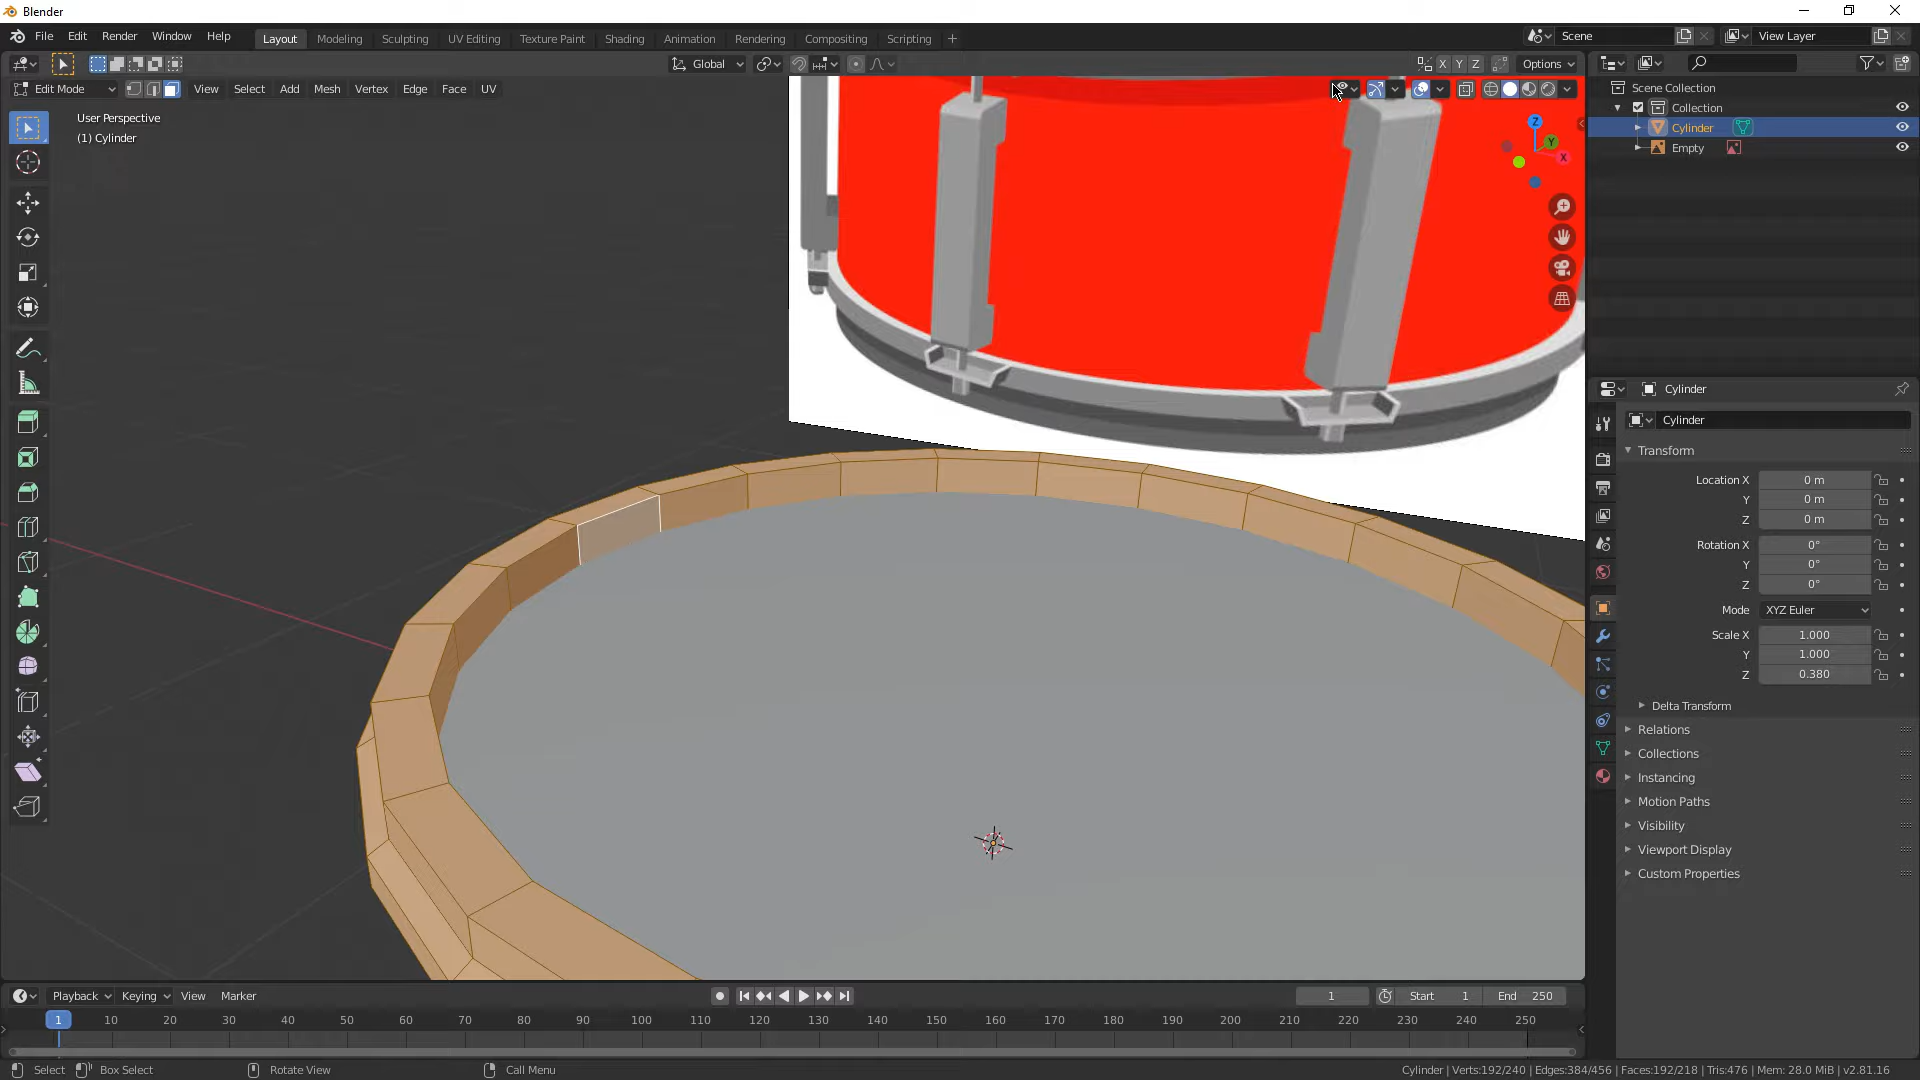 Blender
File Edit Render Window Help
Layout Modeling Sculpting UV Editing Texture Paint Shading Animation Rendering Compositing Scripting +
Scene View Layer
Global X Y Z Options
Edit Mode View Select Add Mesh Vertex Edge Face UV
User Perspective
(1) Cylinder
Z
Y
X
Scene Collection
Collection
Cylinder
Empty
Cylinder
Cylinder
Transform
Location X 0 m
Y 0 m
Z 0 m
Rotation X 0°
Y 0°
Z 0°
Mode XYZ Euler
Scale X 1.000
Y 1.000
Z 0.380
Delta Transform
Relations
Collections
Instancing
Motion Paths
Visibility
Viewport Display
Custom Properties
Playback Keying View Marker 1 Start 1 End 250
1 10 20 30 40 50 60 70 80 90 100 110 120 130 140 150 160 170 180 190 200 210 220 230 240 250
Select Box Select Rotate View Call Menu Cylinder | Verts:192/240 | Edges:384/456 | Faces:192/218 | Tris:476 | Mem: 28.0 MiB | v2.81.16